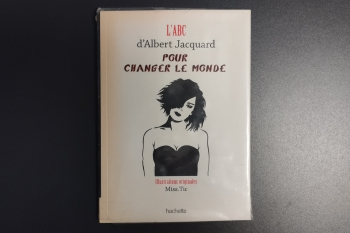 L'ABC
d'Albert Jacquard
POUR
CHANGER LE MONDE
Illustrations originales
Miss.Tic
hachette